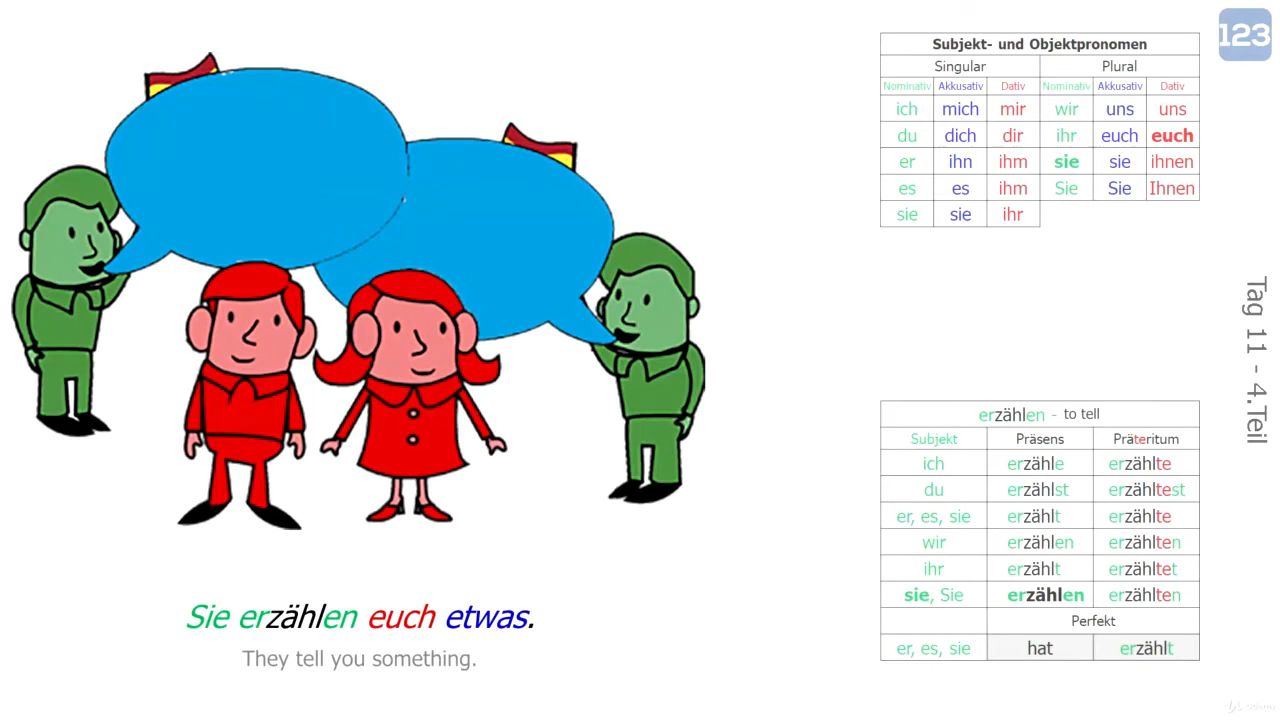 123
Subjekt- und Objektpronomen
Singular Plural
Nominativ Akkusativ Dativ Nominativ Akkusativ Dativ
ich mich mir wir uns uns
du dich dir ihr euch euch
er ihn ihm sie sie ihnen
es es ihm Sie Sie Ihnen
sie sie ihr
Tag 11 - 4.Teil
erzählen - to tell
Subjekt Präsens Präteritum
ich erzähle erzählte
du erzählst erzähltest
er, es, sie erzählt erzählte
wir erzählen erzählten
ihr erzählt erzähltet
sie, Sie erzählen erzählten
Perfekt
er, es, sie hat erzählt
Sie erzählen euch etwas.
They tell you something.